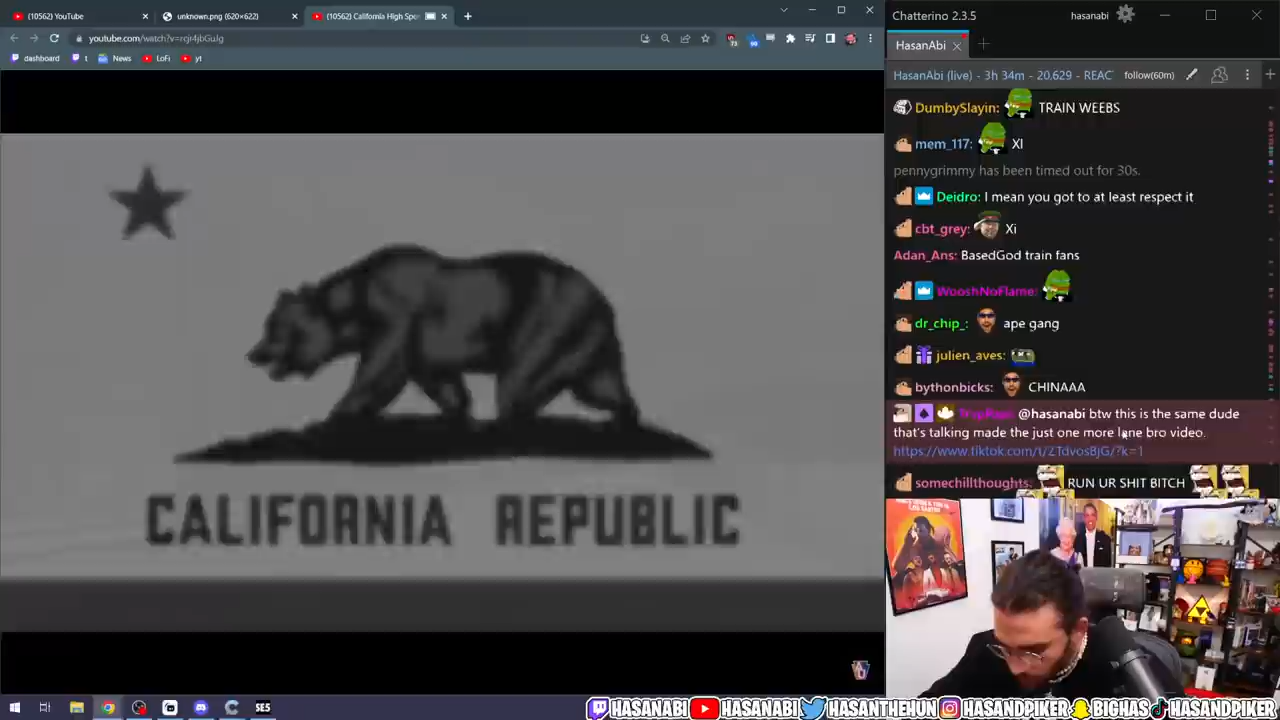 (10562) YouTube
unknown.png (620×622)
(10562) California High Spe
youtube.com/watch?v=rcjr4jbGuJg
dashboard
t
News
LoFi
yt
CALIFORNIA REPUBLIC
Chatterino 2.3.5
hasanabi
HasanAbi
HasanAbi (live) - 3h 34m - 20.629 - REAC
follow(60m)
DumbySlayin: TRAIN WEEBS
mem_117: XI
pennygrimmy has been timed out for 30s.
Deidro: I mean you got to at least respect it
cbt_grey: Xi
Adan_Ans: BasedGod train fans
WooshNoFlame:
dr_chip_: ape gang
julien_aves:
bythonbicks: CHINAAA
@hasanabi btw this is the same dude
that's talking made the just one more lane bro video.
somechillthoughts: RUN UR SHIT BITCH
SE5
HASANABI HASANABI HASANTHEHUN HASANDPIKER BIGHAS HASANDPIKER